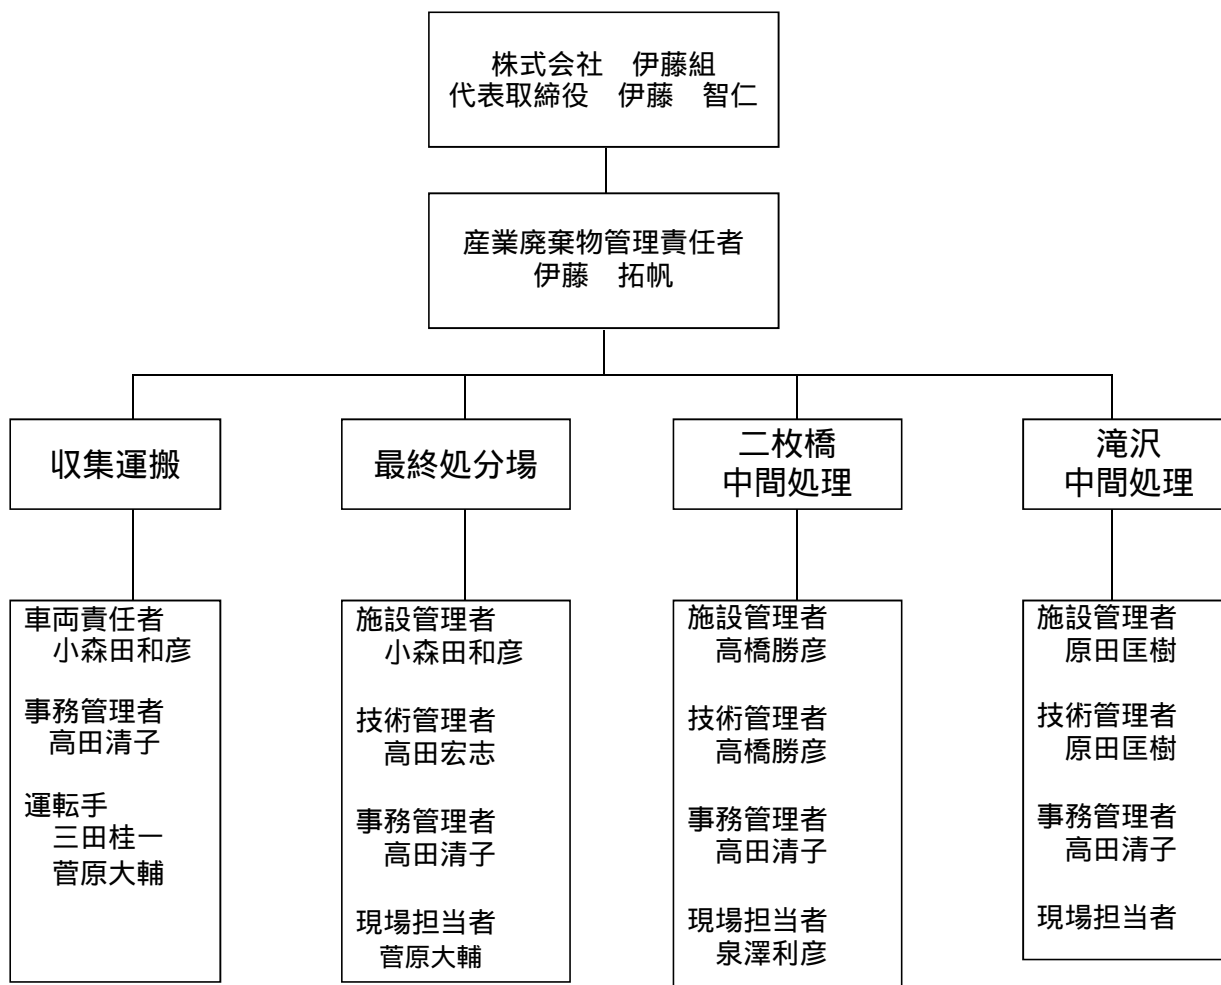 株式会社　伊藤組
代表取締役　伊藤　智仁
産業廃棄物管理責任者
伊藤　拓帆
収集運搬
車両責任者
小森田和彦
事務管理者
高田清子
運転手
三田桂一
菅原大輔
最終処分場
施設管理者
小森田和彦
技術管理者
高田宏志
事務管理者
高田清子
現場担当者
菅原大輔
二枚橋
中間処理
施設管理者
高橋勝彦
技術管理者
高橋勝彦
事務管理者
高田清子
現場担当者
泉澤利彦
滝沢
中間処理
施設管理者
原田匡樹
技術管理者
原田匡樹
事務管理者
高田清子
現場担当者